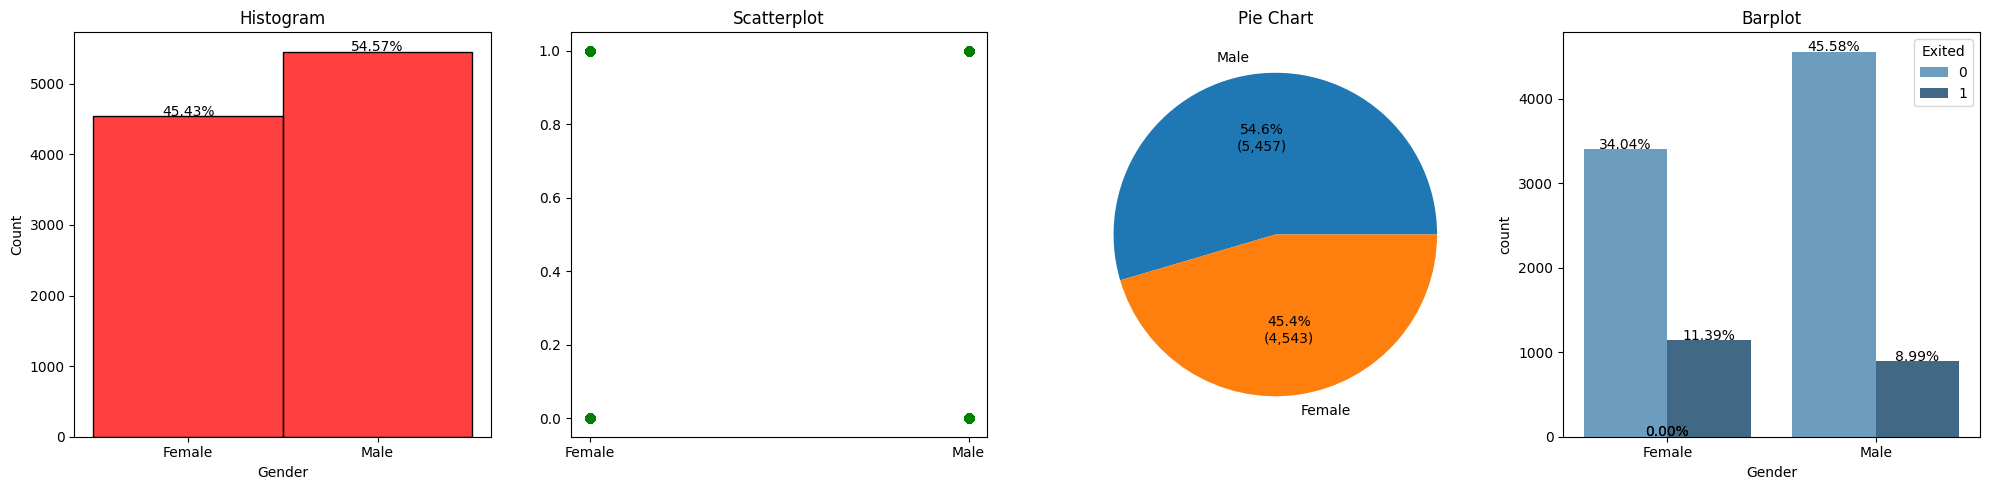 Histogram
54.57%
45.43%
5000
4000
3000
2000
1000
0
Count
Female
Male
Gender
Scatterplot
1.0
0.8
0.6
0.4
0.2
0.0
Female
Male
Pie Chart
Male
54.6%
(5,457)
45.4%
(4,543)
Female
Barplot
45.58%
Exited
0
1
34.04%
11.39%
8.99%
0.00%
4000
3000
2000
1000
0
count
Female
Male
Gender